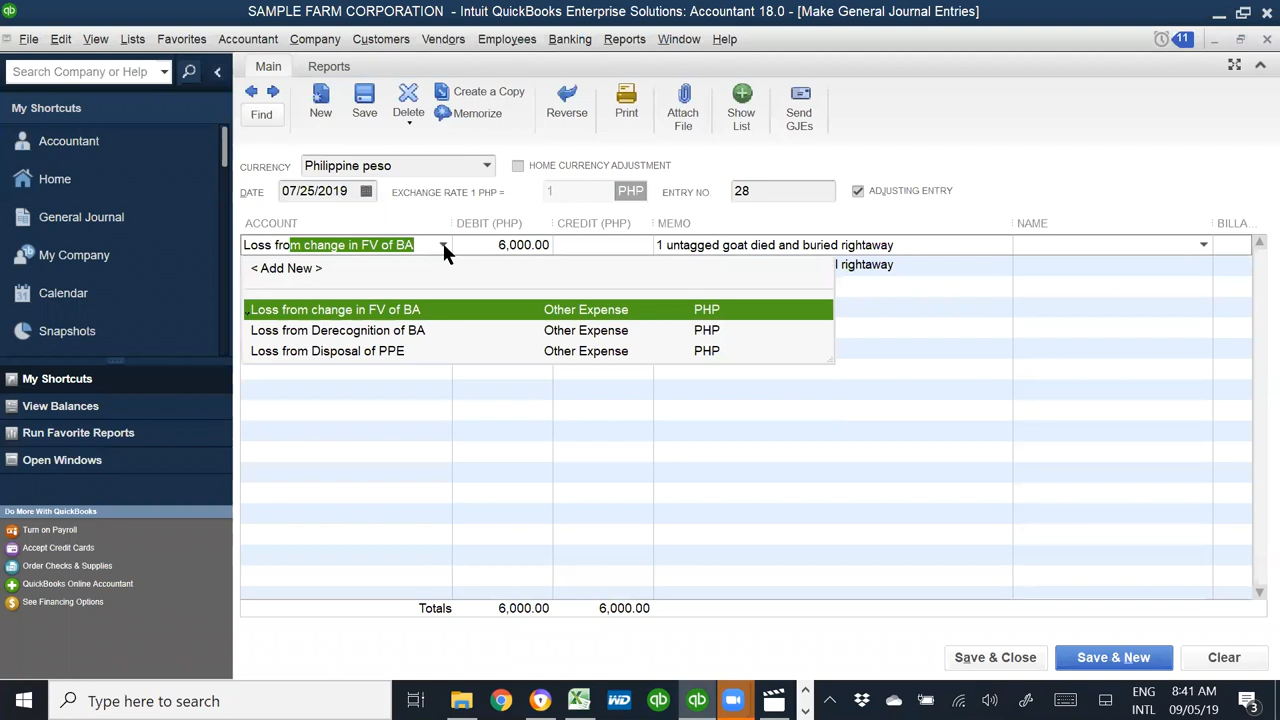 SAMPLE FARM CORPORATION - Intuit QuickBooks Enterprise Solutions: Accountant 18.0 - [Make General Journal Entries]
File Edit View Lists Favorites Accountant Company Customers Vendors Employees Banking Reports Window Help 11
Search Company or Help
Main Reports
Find
New
Save
Delete
Create a Copy
Memorize
Reverse
Print
Attach
File
Show
List
Send
GJEs
My Shortcuts
Accountant
Home
General Journal
My Company
Calendar
Snapshots
My Shortcuts
View Balances
Run Favorite Reports
Open Windows
Do More With QuickBooks
Turn on Payroll
Accept Credit Cards
Order Checks & Supplies
QuickBooks Online Accountant
See Financing Options
CURRENCY Philippine peso HOME CURRENCY ADJUSTMENT
DATE 07/25/2019 EXCHANGE RATE 1 PHP = 1 PHP ENTRY NO. 28 ADJUSTING ENTRY
ACCOUNT DEBIT (PHP) CREDIT (PHP) MEMO NAME BILLA...
Loss from change in FV of BA 6,000.00 1 untagged goat died and buried rightaway
< Add New > l rightaway
Loss from change in FV of BA Other Expense PHP
Loss from Derecognition of BA Other Expense PHP
Loss from Disposal of PPE Other Expense PHP
Totals 6,000.00 6,000.00
Save & Close Save & New Clear
Type here to search
WD
qb
qb
ENG
INTL
8:41 AM
09/05/19
3